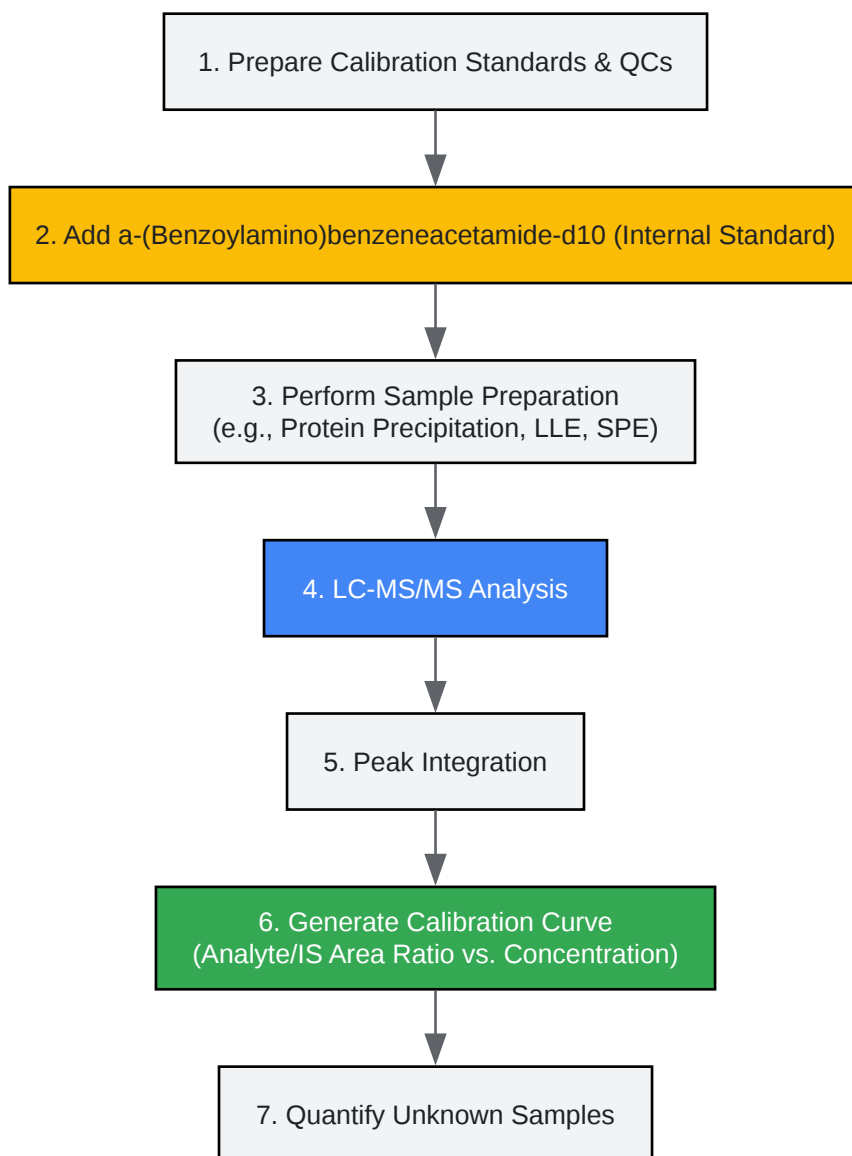 1. Prepare Calibration Standards & QCs
2. Add a-(Benzoylamino)benzeneacetamide-d10 (Internal Standard)
3. Perform Sample Preparation
(e.g., Protein Precipitation, LLE, SPE)
4. LC-MS/MS Analysis
5. Peak Integration
6. Generate Calibration Curve
(Analyte/IS Area Ratio vs. Concentration)
7. Quantify Unknown Samples